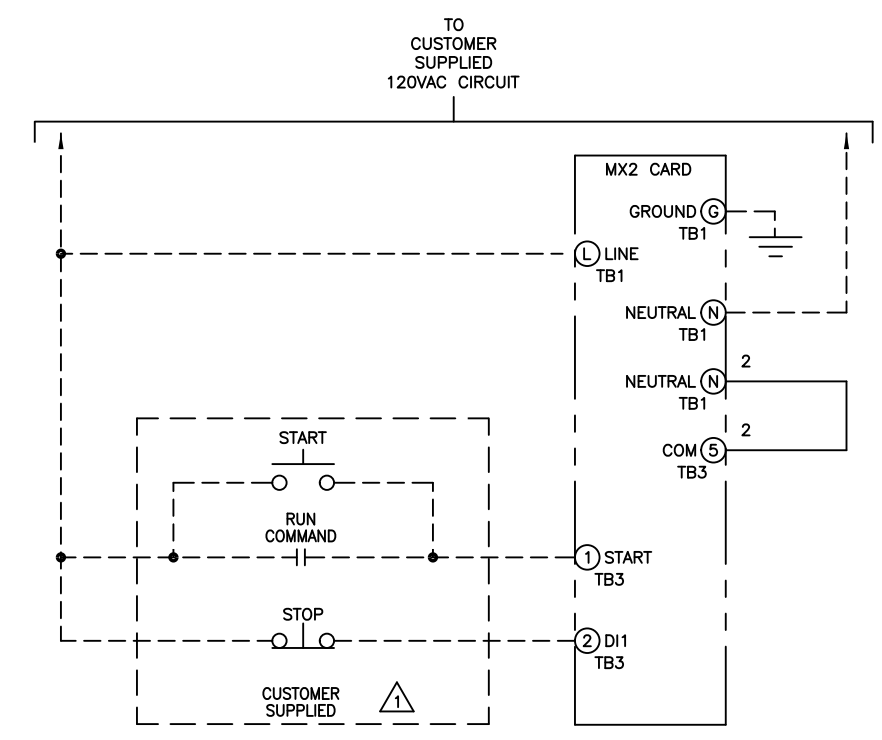 TO
CUSTOMER
SUPPLIED
120VAC CIRCUIT
MX2 CARD
GROUND G
TB1
L LINE
TB1
NEUTRAL N
TB1
NEUTRAL N
TB1
2
COM 5
TB3
2
START
RUN
COMMAND
1 START
TB3
STOP
2 DI1
TB3
CUSTOMER
SUPPLIED
1